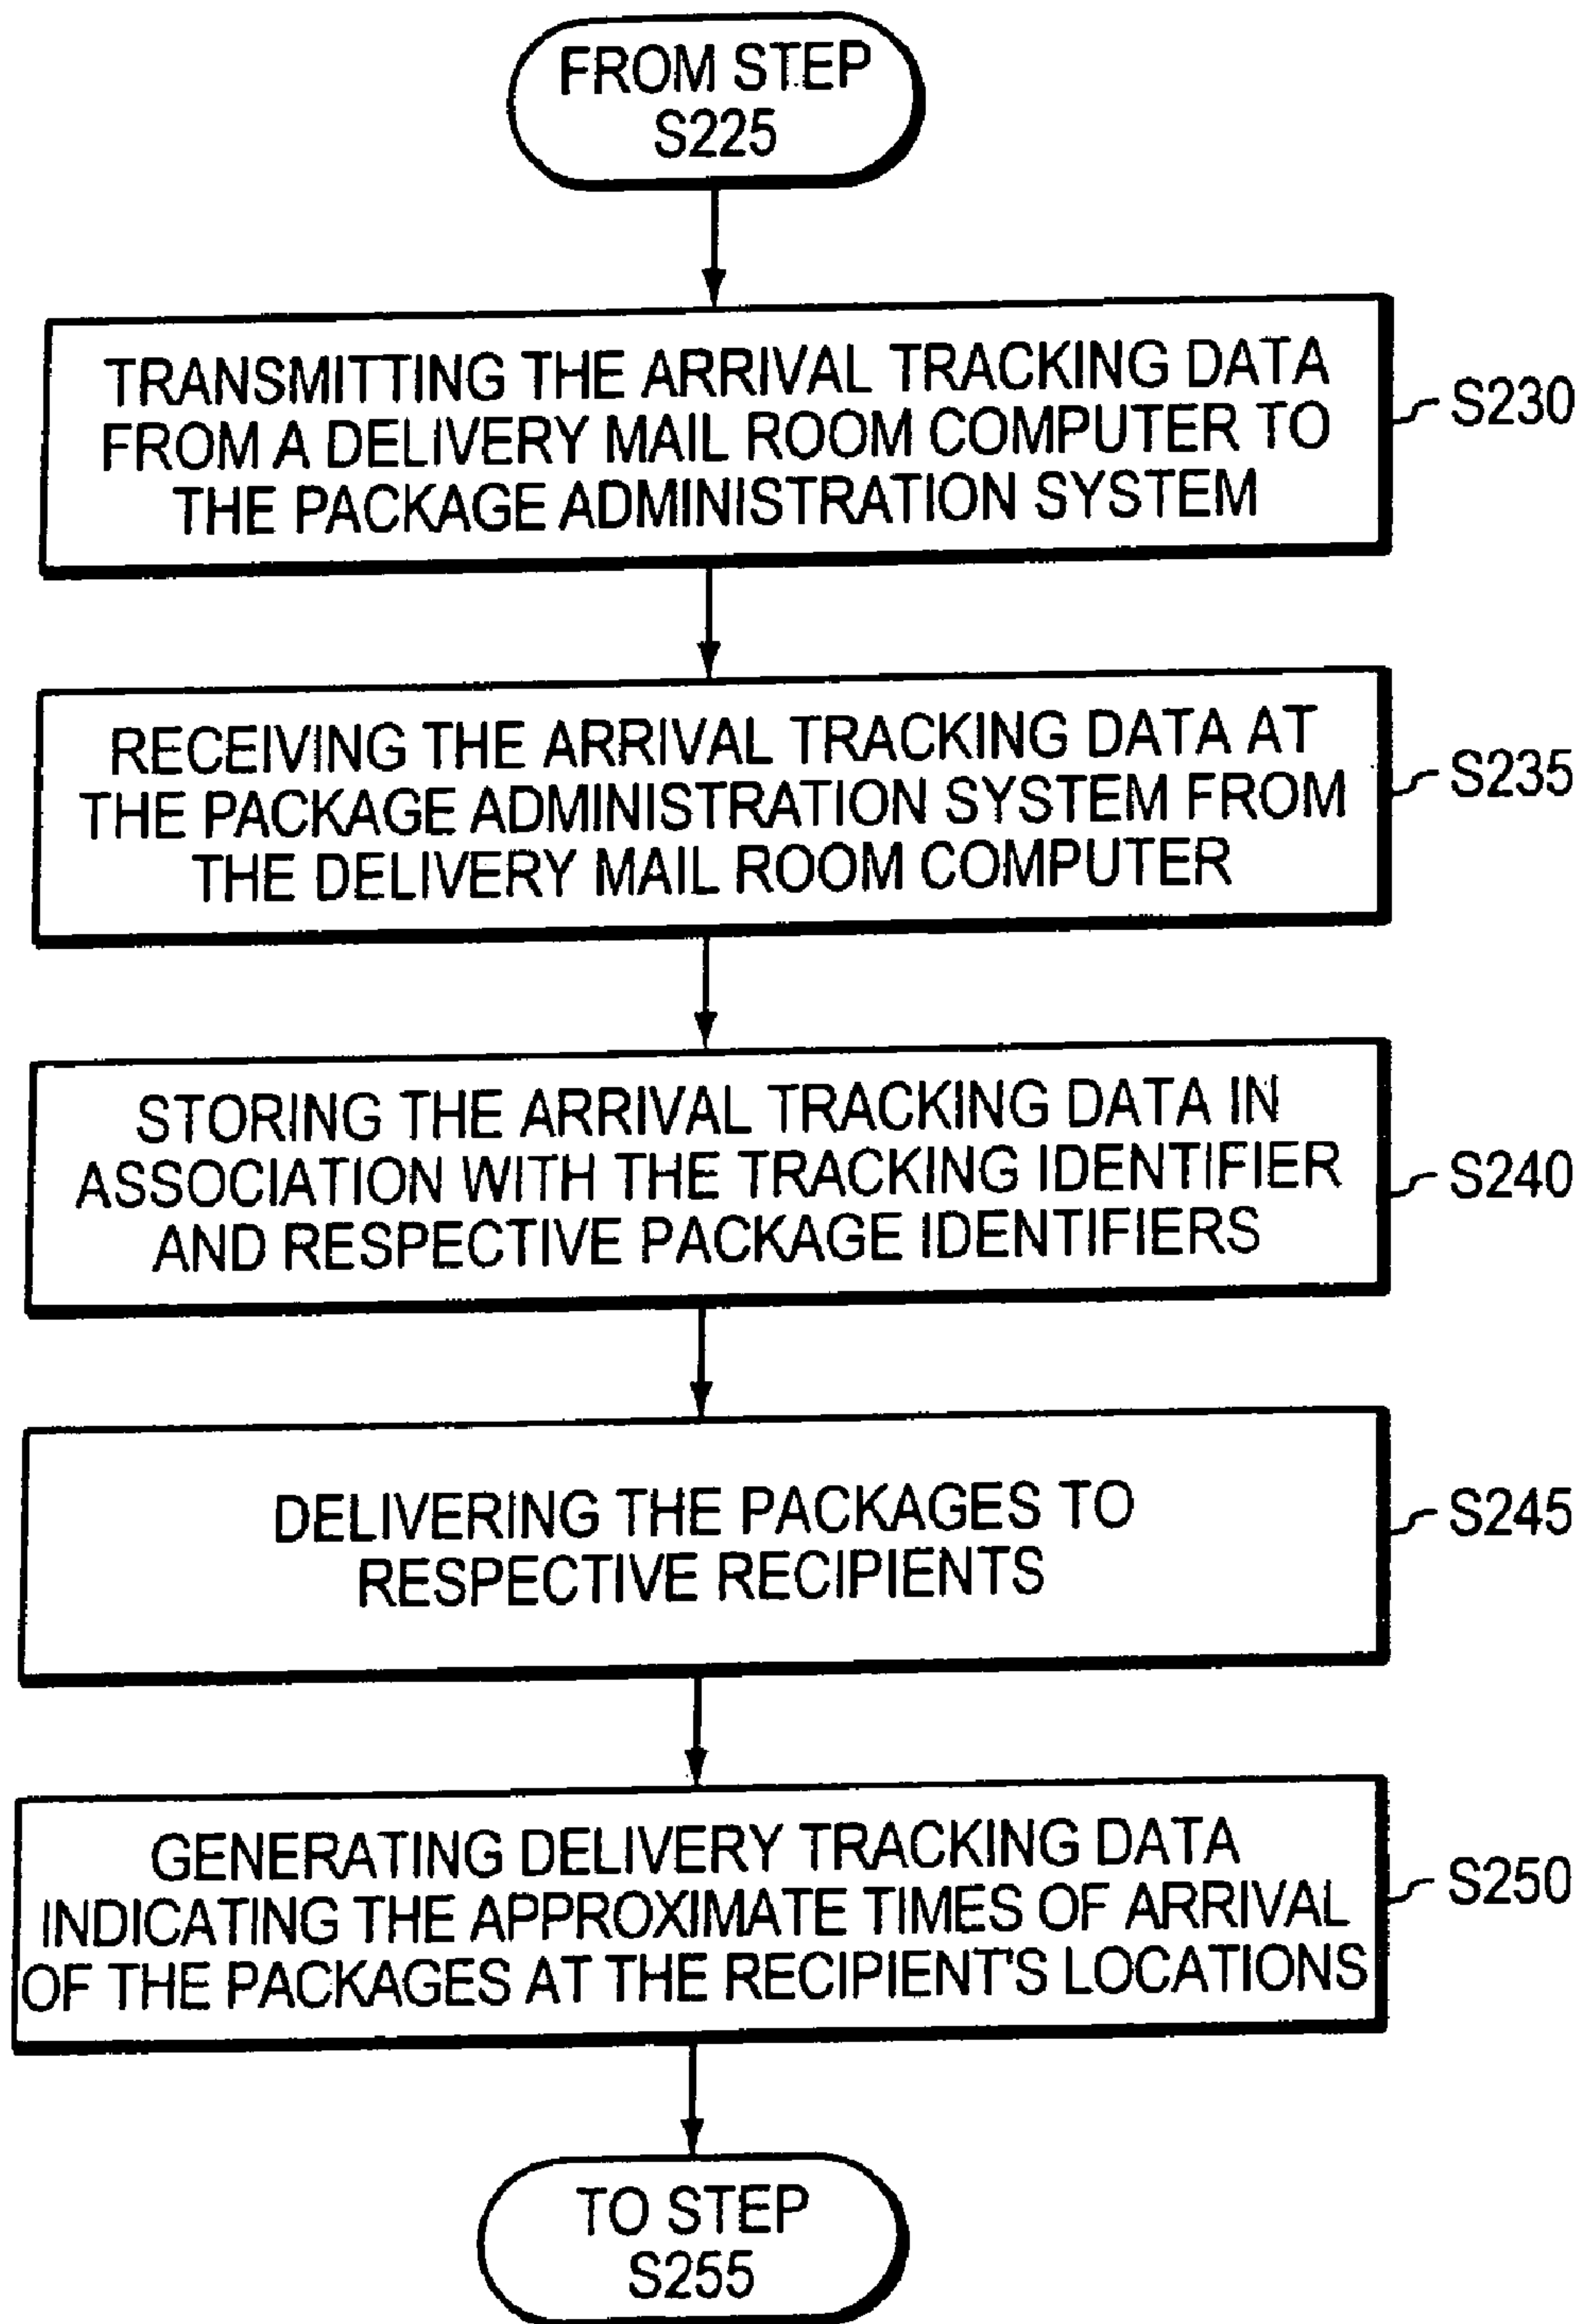 FROM STEP
S225
TRANSMITTING THE ARRIVAL TRACKING DATA
FROM A DELIVERY MAIL ROOM COMPUTER TO
THE PACKAGE ADMINISTRATION SYSTEM
S230
RECEIVING THE ARRIVAL TRACKING DATA AT
THE PACKAGE ADMINISTRATION SYSTEM FROM
THE DELIVERY MAIL ROOM COMPUTER
S235
STORING THE ARRIVAL TRACKING DATA IN
ASSOCIATION WITH THE TRACKING IDENTIFIER
AND RESPECTIVE PACKAGE IDENTIFIERS
S240
DELIVERING THE PACKAGES TO
RESPECTIVE RECIPIENTS
S245
GENERATING DELIVERY TRACKING DATA
INDICATING THE APPROXIMATE TIMES OF ARRIVAL
OF THE PACKAGES AT THE RECIPIENT'S LOCATIONS
S250
TO STEP
S255